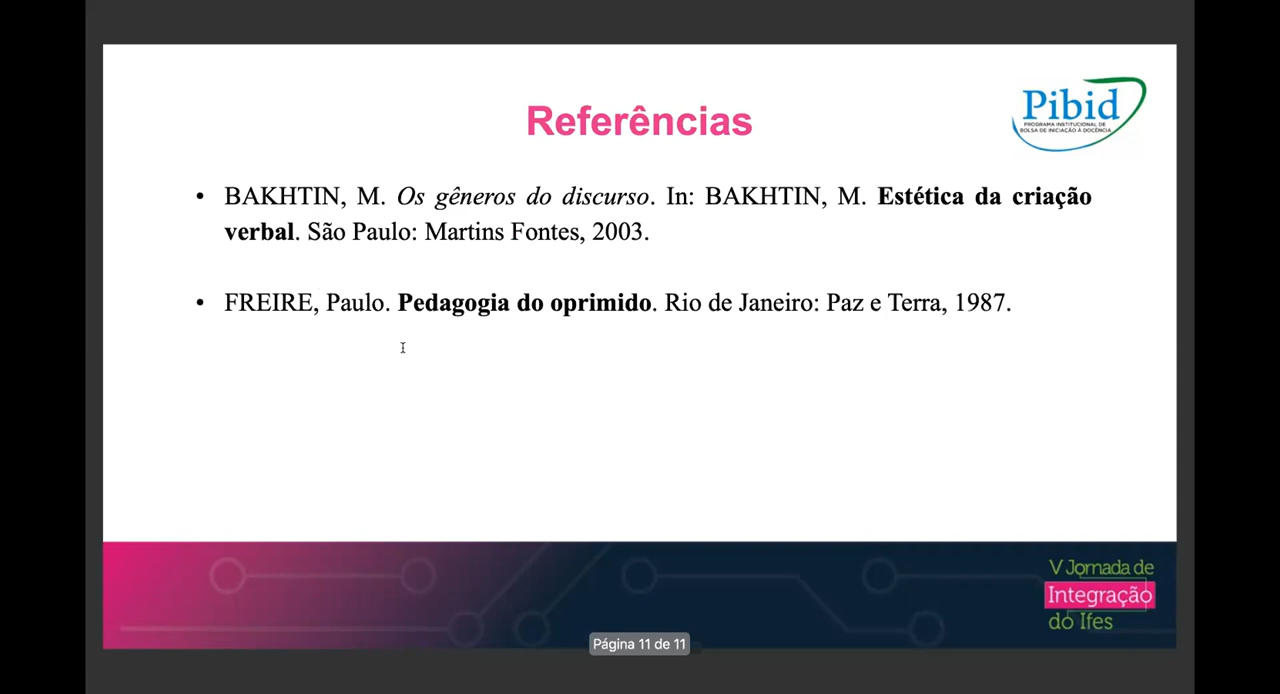 Referências
Pibid
PROGRAMA INSTITUCIONAL DE
BOLSA DE INICIAÇÃO À DOCÊNCIA
• BAKHTIN, M. Os gêneros do discurso. In: BAKHTIN, M. Estética da criação
verbal. São Paulo: Martins Fontes, 2003.
• FREIRE, Paulo. Pedagogia do oprimido. Rio de Janeiro: Paz e Terra, 1987.
V Jornada de
Integração
do Ifes
Página 11 de 11